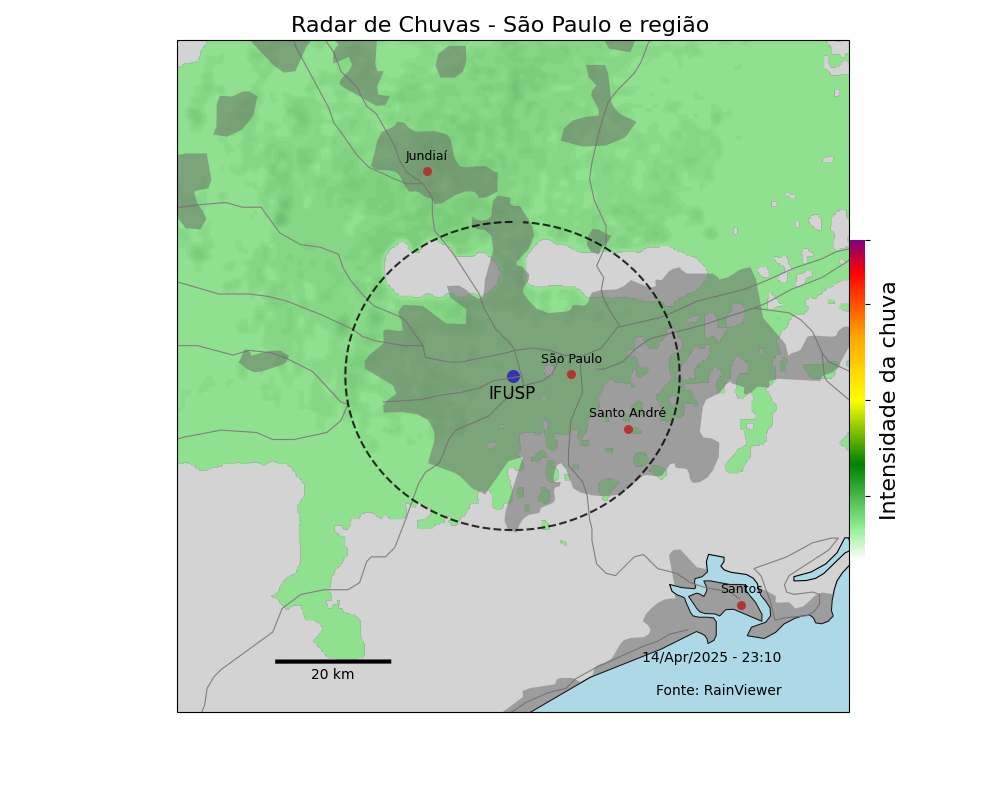 Radar de Chuvas - São Paulo e região
Jundiaí
São Paulo
IFUSP
Santo André
Intensidade da chuva
Santos
14/Apr/2025 - 23:10
20 km
Fonte: RainViewer